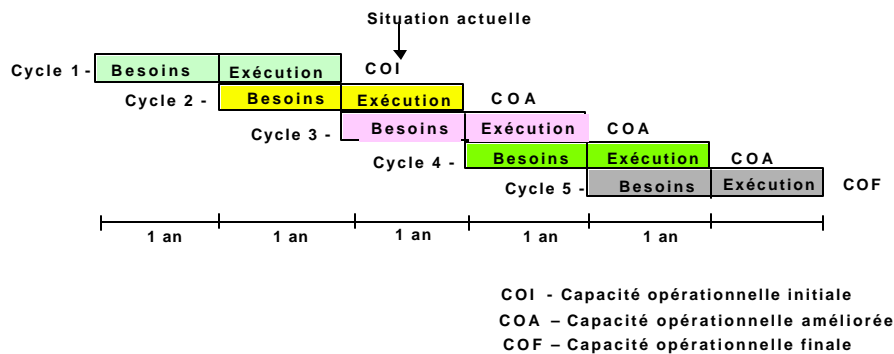 Situation actuelle
Cycle 1 - Besoins Exécution COI
Cycle 2 - Besoins Exécution COA
Cycle 3 - Besoins Exécution COA
Cycle 4 - Besoins Exécution COA
Cycle 5 - Besoins Exécution COF
1 an 1 an 1 an 1 an 1 an
COI - Capacité opérationnelle initiale
COA – Capacité opérationnelle améliorée
COF – Capacité opérationnelle finale